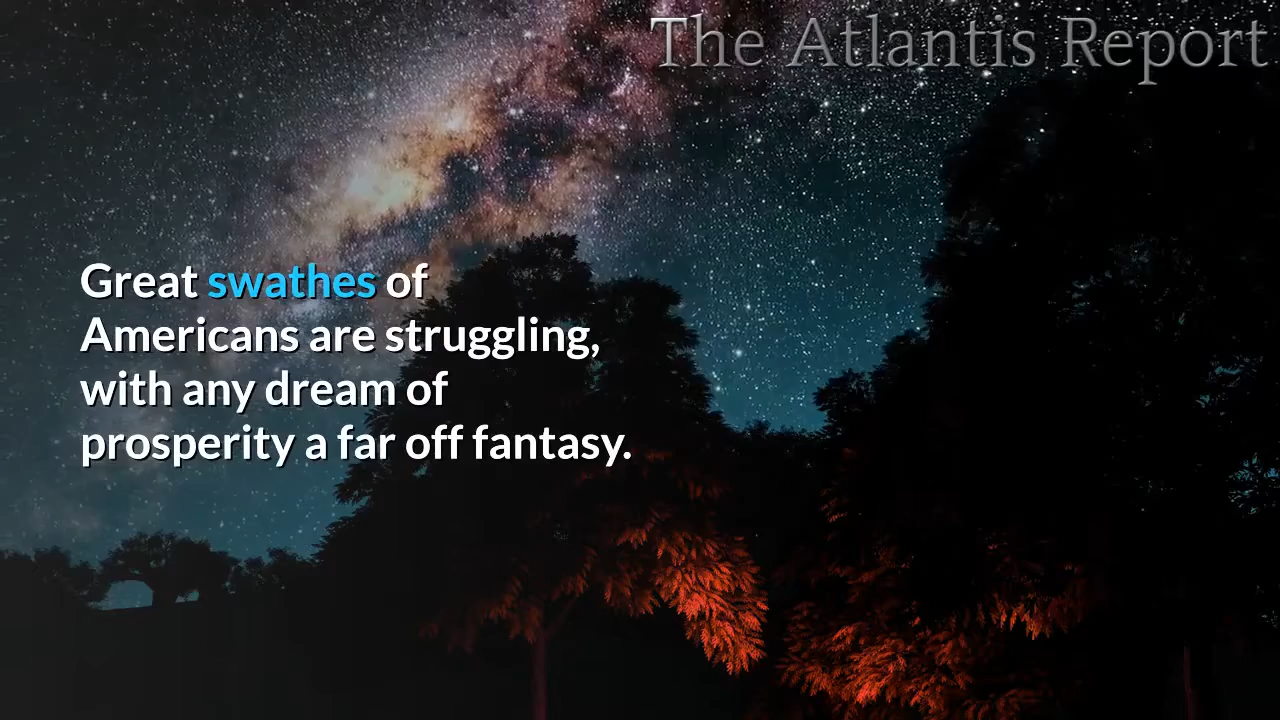 The Atlantis Report
Great swathes of
Americans are struggling,
with any dream of
prosperity a far off fantasy.